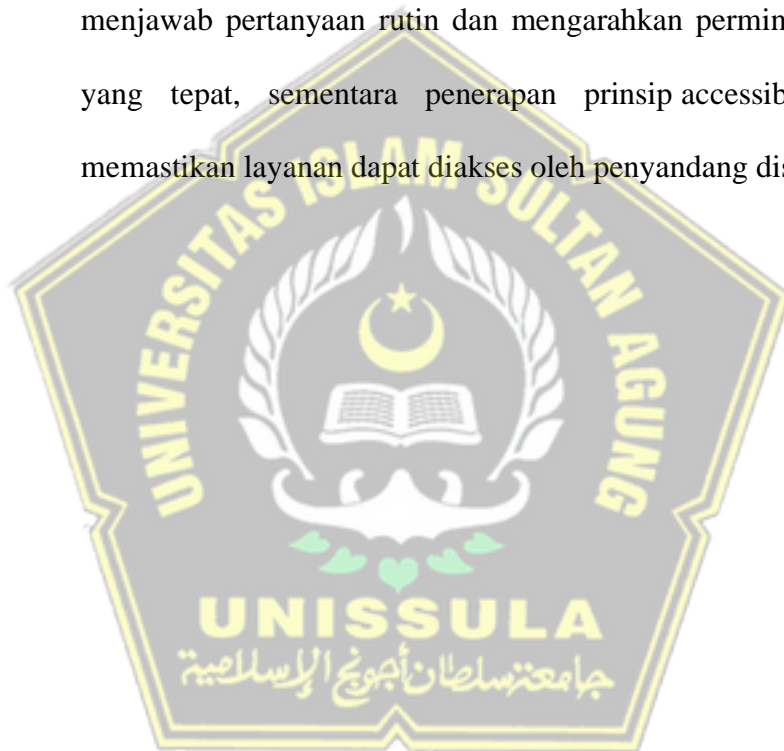 menjawab pertanyaan rutin dan mengarahkan
yang tepat, sementara penerapan prinsip
memastikan layanan dapat diakses oleh penyandang
UNIVERSITAS ISLAM SULTAN AGUNG
UNISSULA
جامعة سلطان أجونج الإسلامية